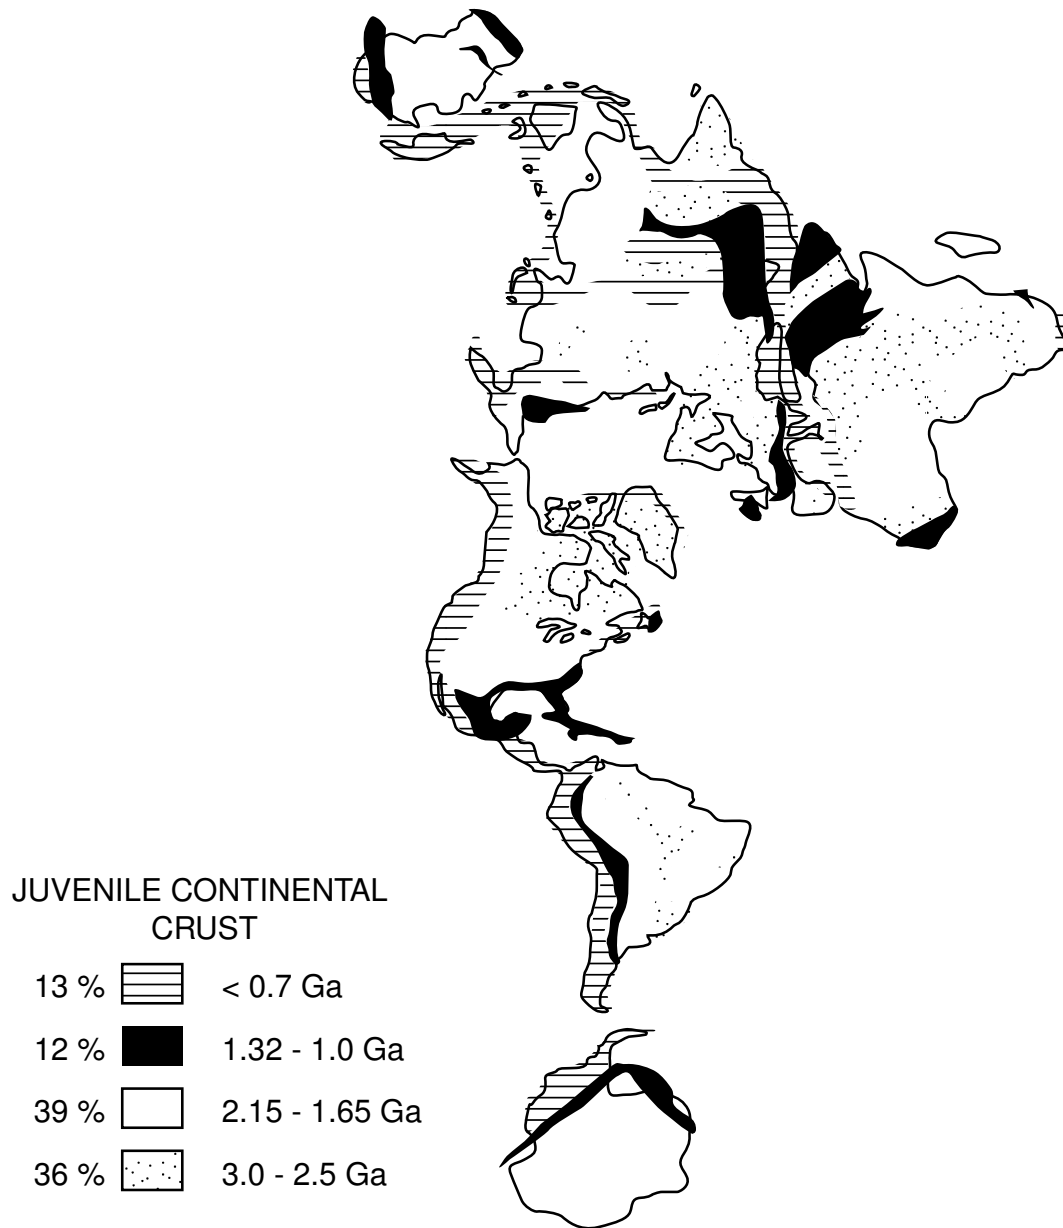 JUVENILE CONTINENTAL
CRUST
13 % < 0.7 Ga
12 % 1.32 - 1.0 Ga
39 % 2.15 - 1.65 Ga
36 % 3.0 - 2.5 Ga